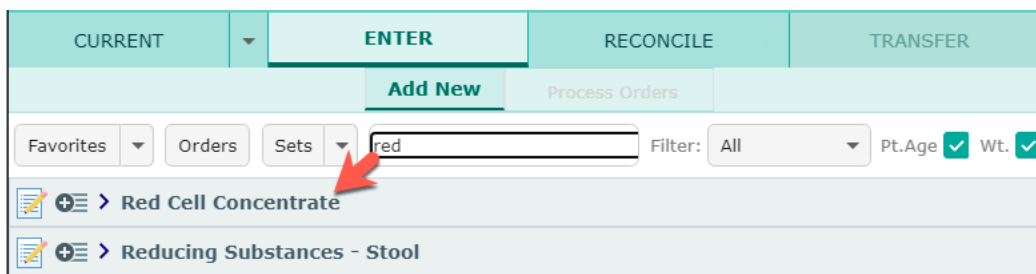 CURRENT ENTER RECONCILE TRANSFER
Add New Process Orders
Favorites Orders Sets red Filter: All Pt.Age Wt.
Red Cell Concentrate
Reducing Substances - Stool